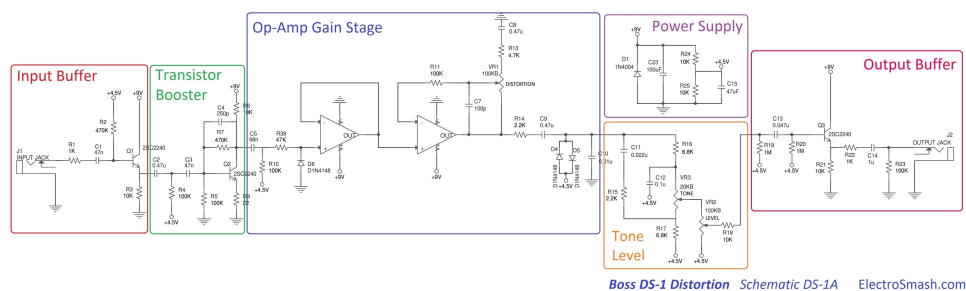 Input Buffer
+4.5V
R2
470K
J1
INPUT JACK
R1
1K
C1
47n
Q1
2SC2240
R3
10K
C2
0.47u
Transistor
Booster
+9V
C4
250p
R7
470K
C3
47n
R4
100K
+4.5V
R5
100K
Q2
2SC2240
R9
22
Op-Amp Gain Stage
C5
68n
R10
100K
+4.5V
R39
47K
D8
D1N4148
-
+
OUT
+9V
R11
100K
-
+
OUT
+9V
C8
0.47u
R13
4.7K
VR1
100KB
DISTORTION
C7
100p
R14
2.2K
C9
0.47u
D4
D5
D1N4148
D1N4148
+4.5V
C10
0.01u
Power Supply
+9V
D1
1N4004
C23
100uF
R24
10K
+4.5V
R25
10K
C15
47uF
Tone
Level
C11
0.022u
R15
2.2K
C12
0.1u
+4.5V
R16
6.8K
VR3
20KB
TONE
R17
6.8K
+4.5V
VR2
100KB
LEVEL
+4.5V
R18
10K
Output Buffer
C13
0.047u
R19
1M
+4.5V
R20
1M
+4.5V
+9V
Q3
2SC2240
R21
10K
R22
1K
C14
1u
R23
100K
J2
OUTPUT JACK
Boss DS-1 Distortion Schematic DS-1A ElectroSmash.com